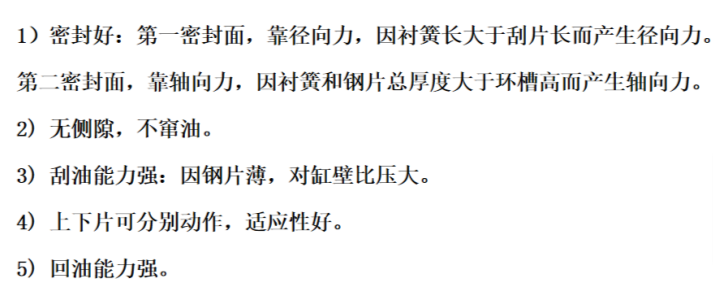 1）密封好：第一密封面，靠径向力，因衬簧长大于刮片长而产生径向力。
第二密封面，靠轴向力，因衬簧和钢片总厚度大于环槽高而产生轴向力。
2）无侧隙，不窜油。
3）刮油能力强：因钢片薄，对缸壁比压大。
4）上下片可分别动作，适应性好。
5）回油能力强。